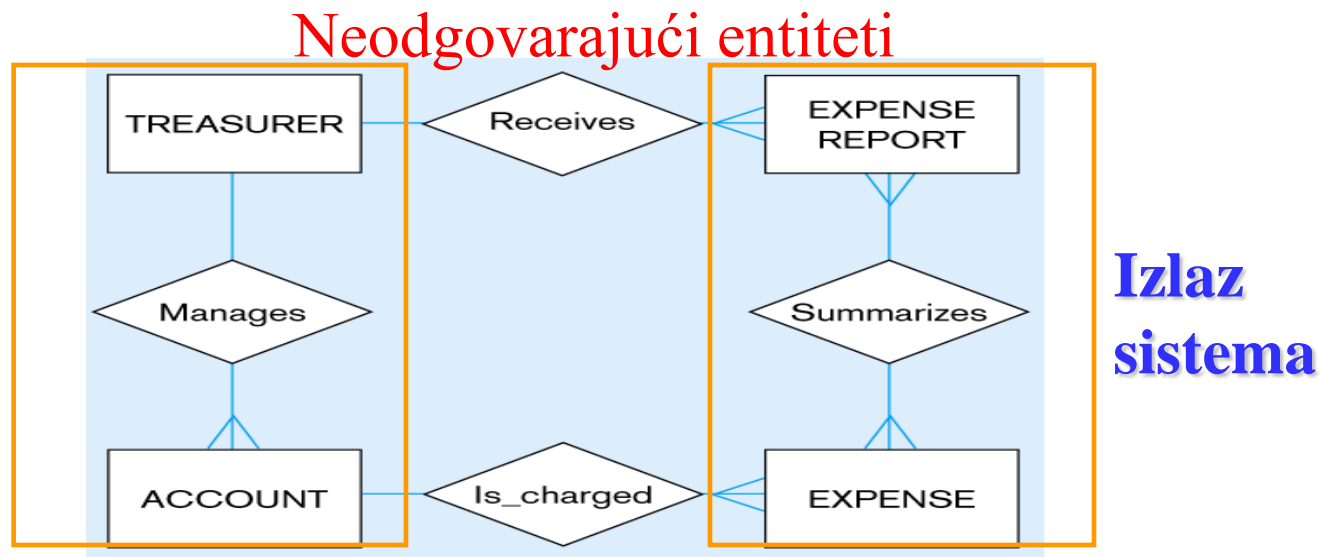 Neodgovarajući entiteti
TREASURER
Receives
EXPENSE
REPORT
Manages
Summarizes
Izlaz
sistema
ACCOUNT
Is_charged
EXPENSE